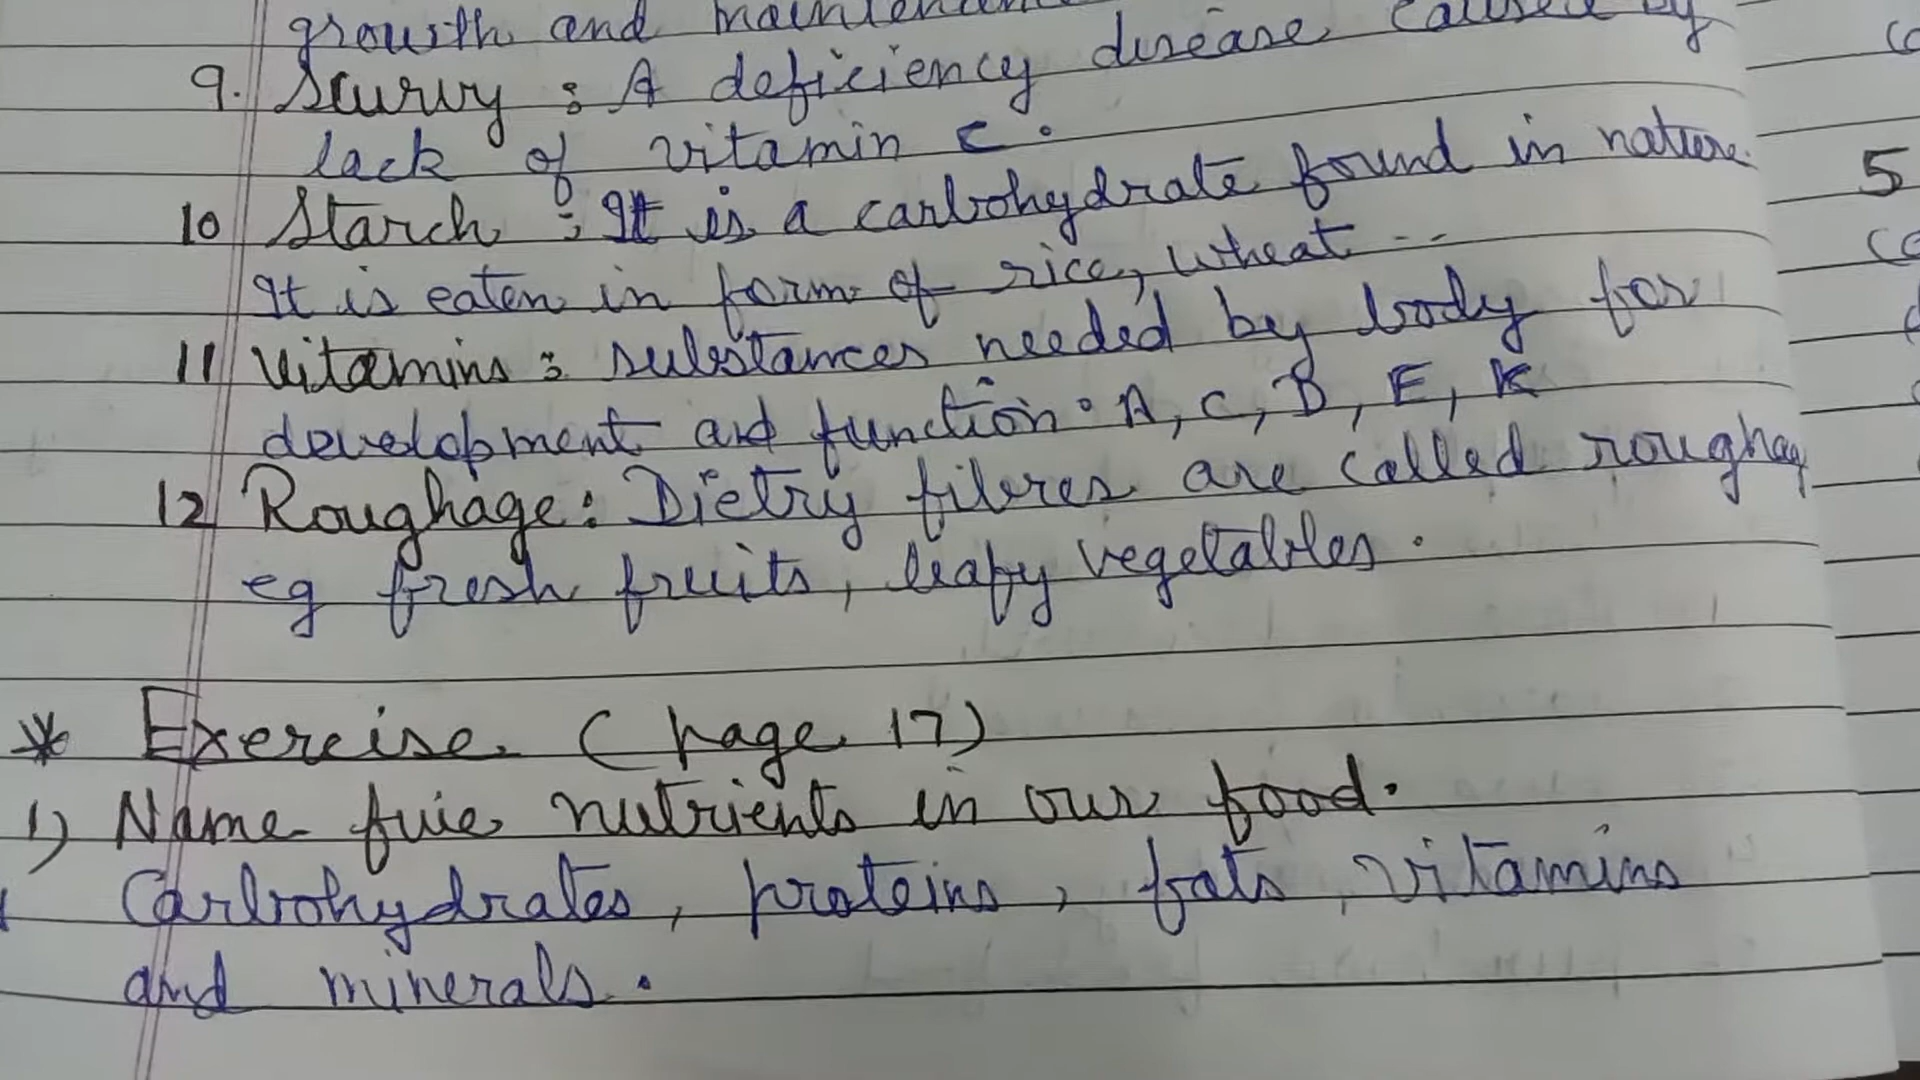 growth and maintenan
9. Scurvy : A deficiency disease caused by
lack of vitamin C.
10 Starch : It is a carbohydrate found in nature.
It is eaten in form of rice, wheat ...
11 Vitamins : substances needed by body for
development and function. A, C, B, E, K
12 Roughage : Dietry fibres are called roughag
eg fresh fruits, leafy vegetables.
* Exercise (page 17)
1) Name five nutrients in our food.
Carbohydrates, proteins, fats, vitamins
and minerals.
5